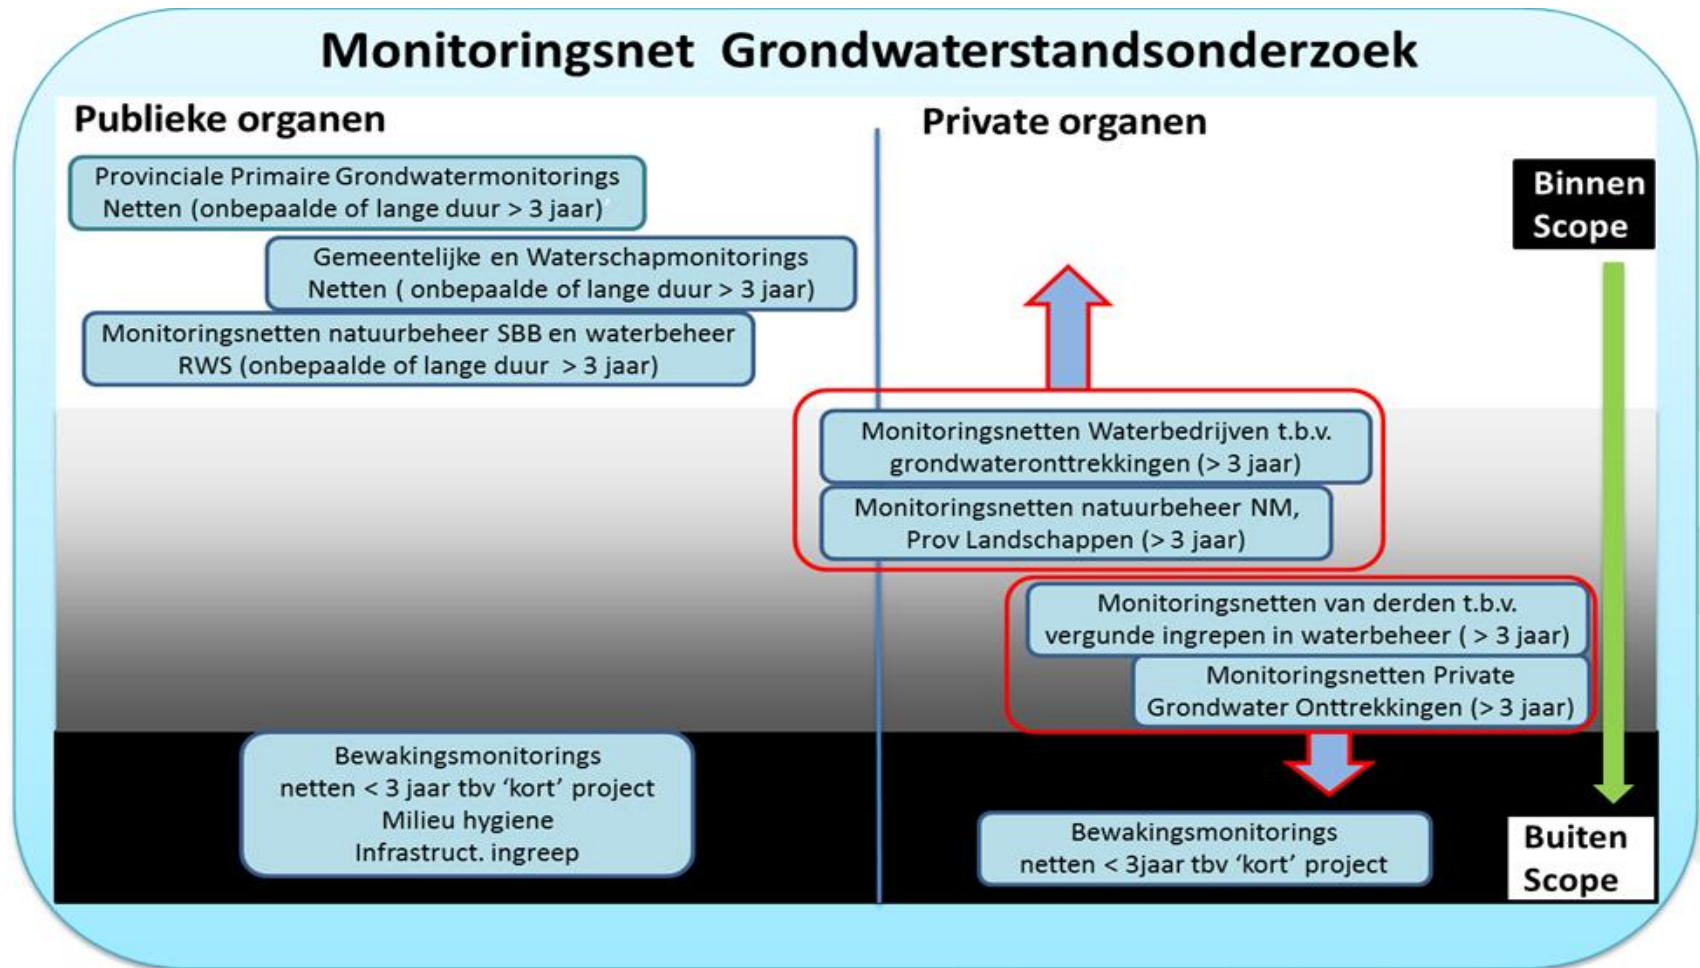 Monitoringsnet Grondwaterstandsonderzoek
Publieke organen
Provinciale Primaire Grondwatermonitorings
Netten (onbepaalde of lange duur > 3 jaar)
Gemeentelijke en Waterschapmonitorings
Netten ( onbepaalde of lange duur > 3 jaar)
Monitoringsnetten natuurbeheer SBB en waterbeheer
RWS (onbepaalde of lange duur > 3 jaar)
Bewakingsmonitorings
netten < 3 jaar tbv ‘kort’ project
Milieu hygiene
Infrastruct. ingreep
Private organen
Monitoringsnetten Waterbedrijven t.b.v.
grondwateronttrekkingen (> 3 jaar)
Monitoringsnetten natuurbeheer NM,
Prov Landschappen (> 3 jaar)
Monitoringsnetten van derden t.b.v.
vergunde ingrepen in waterbeheer ( > 3 jaar)
Monitoringsnetten Private
Grondwater Onttrekkingen (> 3 jaar)
Bewakingsmonitorings
netten < 3jaar tbv ‘kort’ project
Binnen
Scope
Buiten
Scope